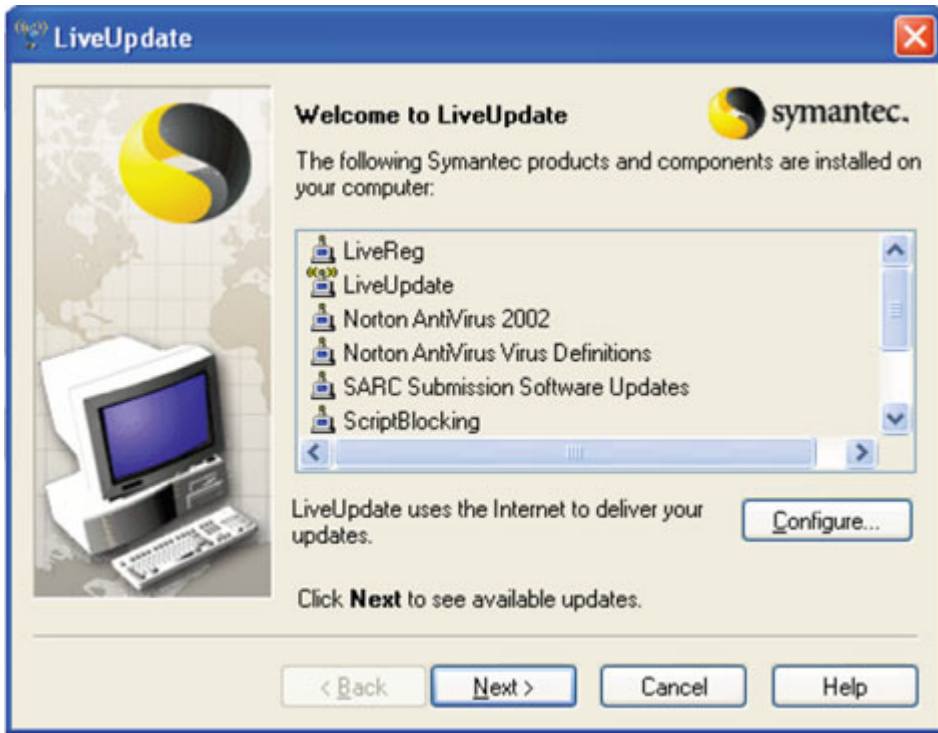 LiveUpdate
Welcome to LiveUpdate
symantec.
The following Symantec products and components are installed on
your computer:
LiveReg
LiveUpdate
Norton AntiVirus 2002
Norton AntiVirus Virus Definitions
SARC Submission Software Updates
ScriptBlocking
LiveUpdate uses the Internet to deliver your
updates.
Configure...
Click Next to see available updates.
< Back
Next >
Cancel
Help